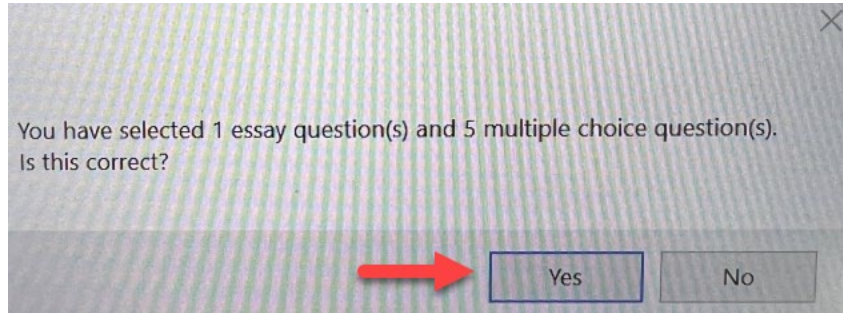 You have selected 1 essay question(s) and 5 multiple choice question(s).
Is this correct?
Yes
No